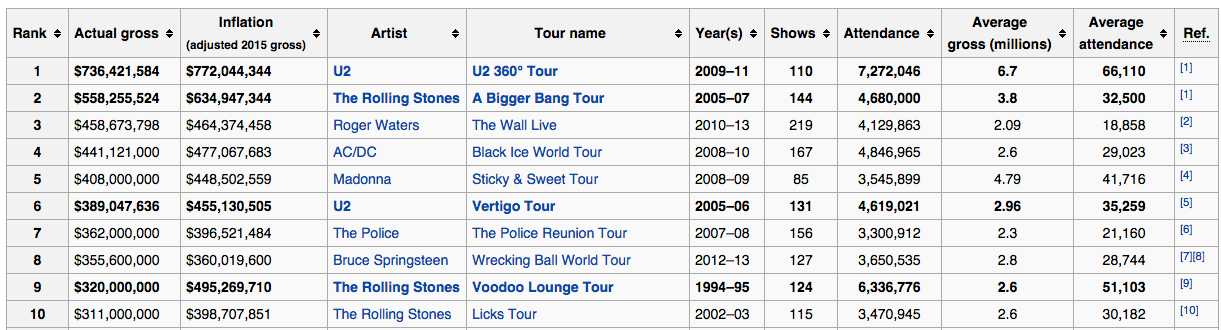 Rank Actual gross Inflation (adjusted 2015 gross) Artist Tour name Year(s) Shows Attendance Average gross (millions) Average attendance Ref.
1 $736,421,584 $772,044,344 U2 U2 360° Tour 2009–11 110 7,272,046 6.7 66,110 [1]
2 $558,255,524 $634,947,344 The Rolling Stones A Bigger Bang Tour 2005–07 144 4,680,000 3.8 32,500 [1]
3 $458,673,798 $464,374,458 Roger Waters The Wall Live 2010–13 219 4,129,863 2.09 18,858 [2]
4 $441,121,000 $477,067,683 AC/DC Black Ice World Tour 2008–10 167 4,846,965 2.6 29,023 [3]
5 $408,000,000 $448,502,559 Madonna Sticky & Sweet Tour 2008–09 85 3,545,899 4.79 41,716 [4]
6 $389,047,636 $455,130,505 U2 Vertigo Tour 2005–06 131 4,619,021 2.96 35,259 [5]
7 $362,000,000 $396,521,484 The Police The Police Reunion Tour 2007–08 156 3,300,912 2.3 21,160 [6]
8 $355,600,000 $360,019,600 Bruce Springsteen Wrecking Ball World Tour 2012–13 127 3,650,535 2.8 28,744 [7][8]
9 $320,000,000 $495,269,710 The Rolling Stones Voodoo Lounge Tour 1994–95 124 6,336,776 2.6 51,103 [9]
10 $311,000,000 $398,707,851 The Rolling Stones Licks Tour 2002–03 115 3,470,945 2.6 30,182 [10]